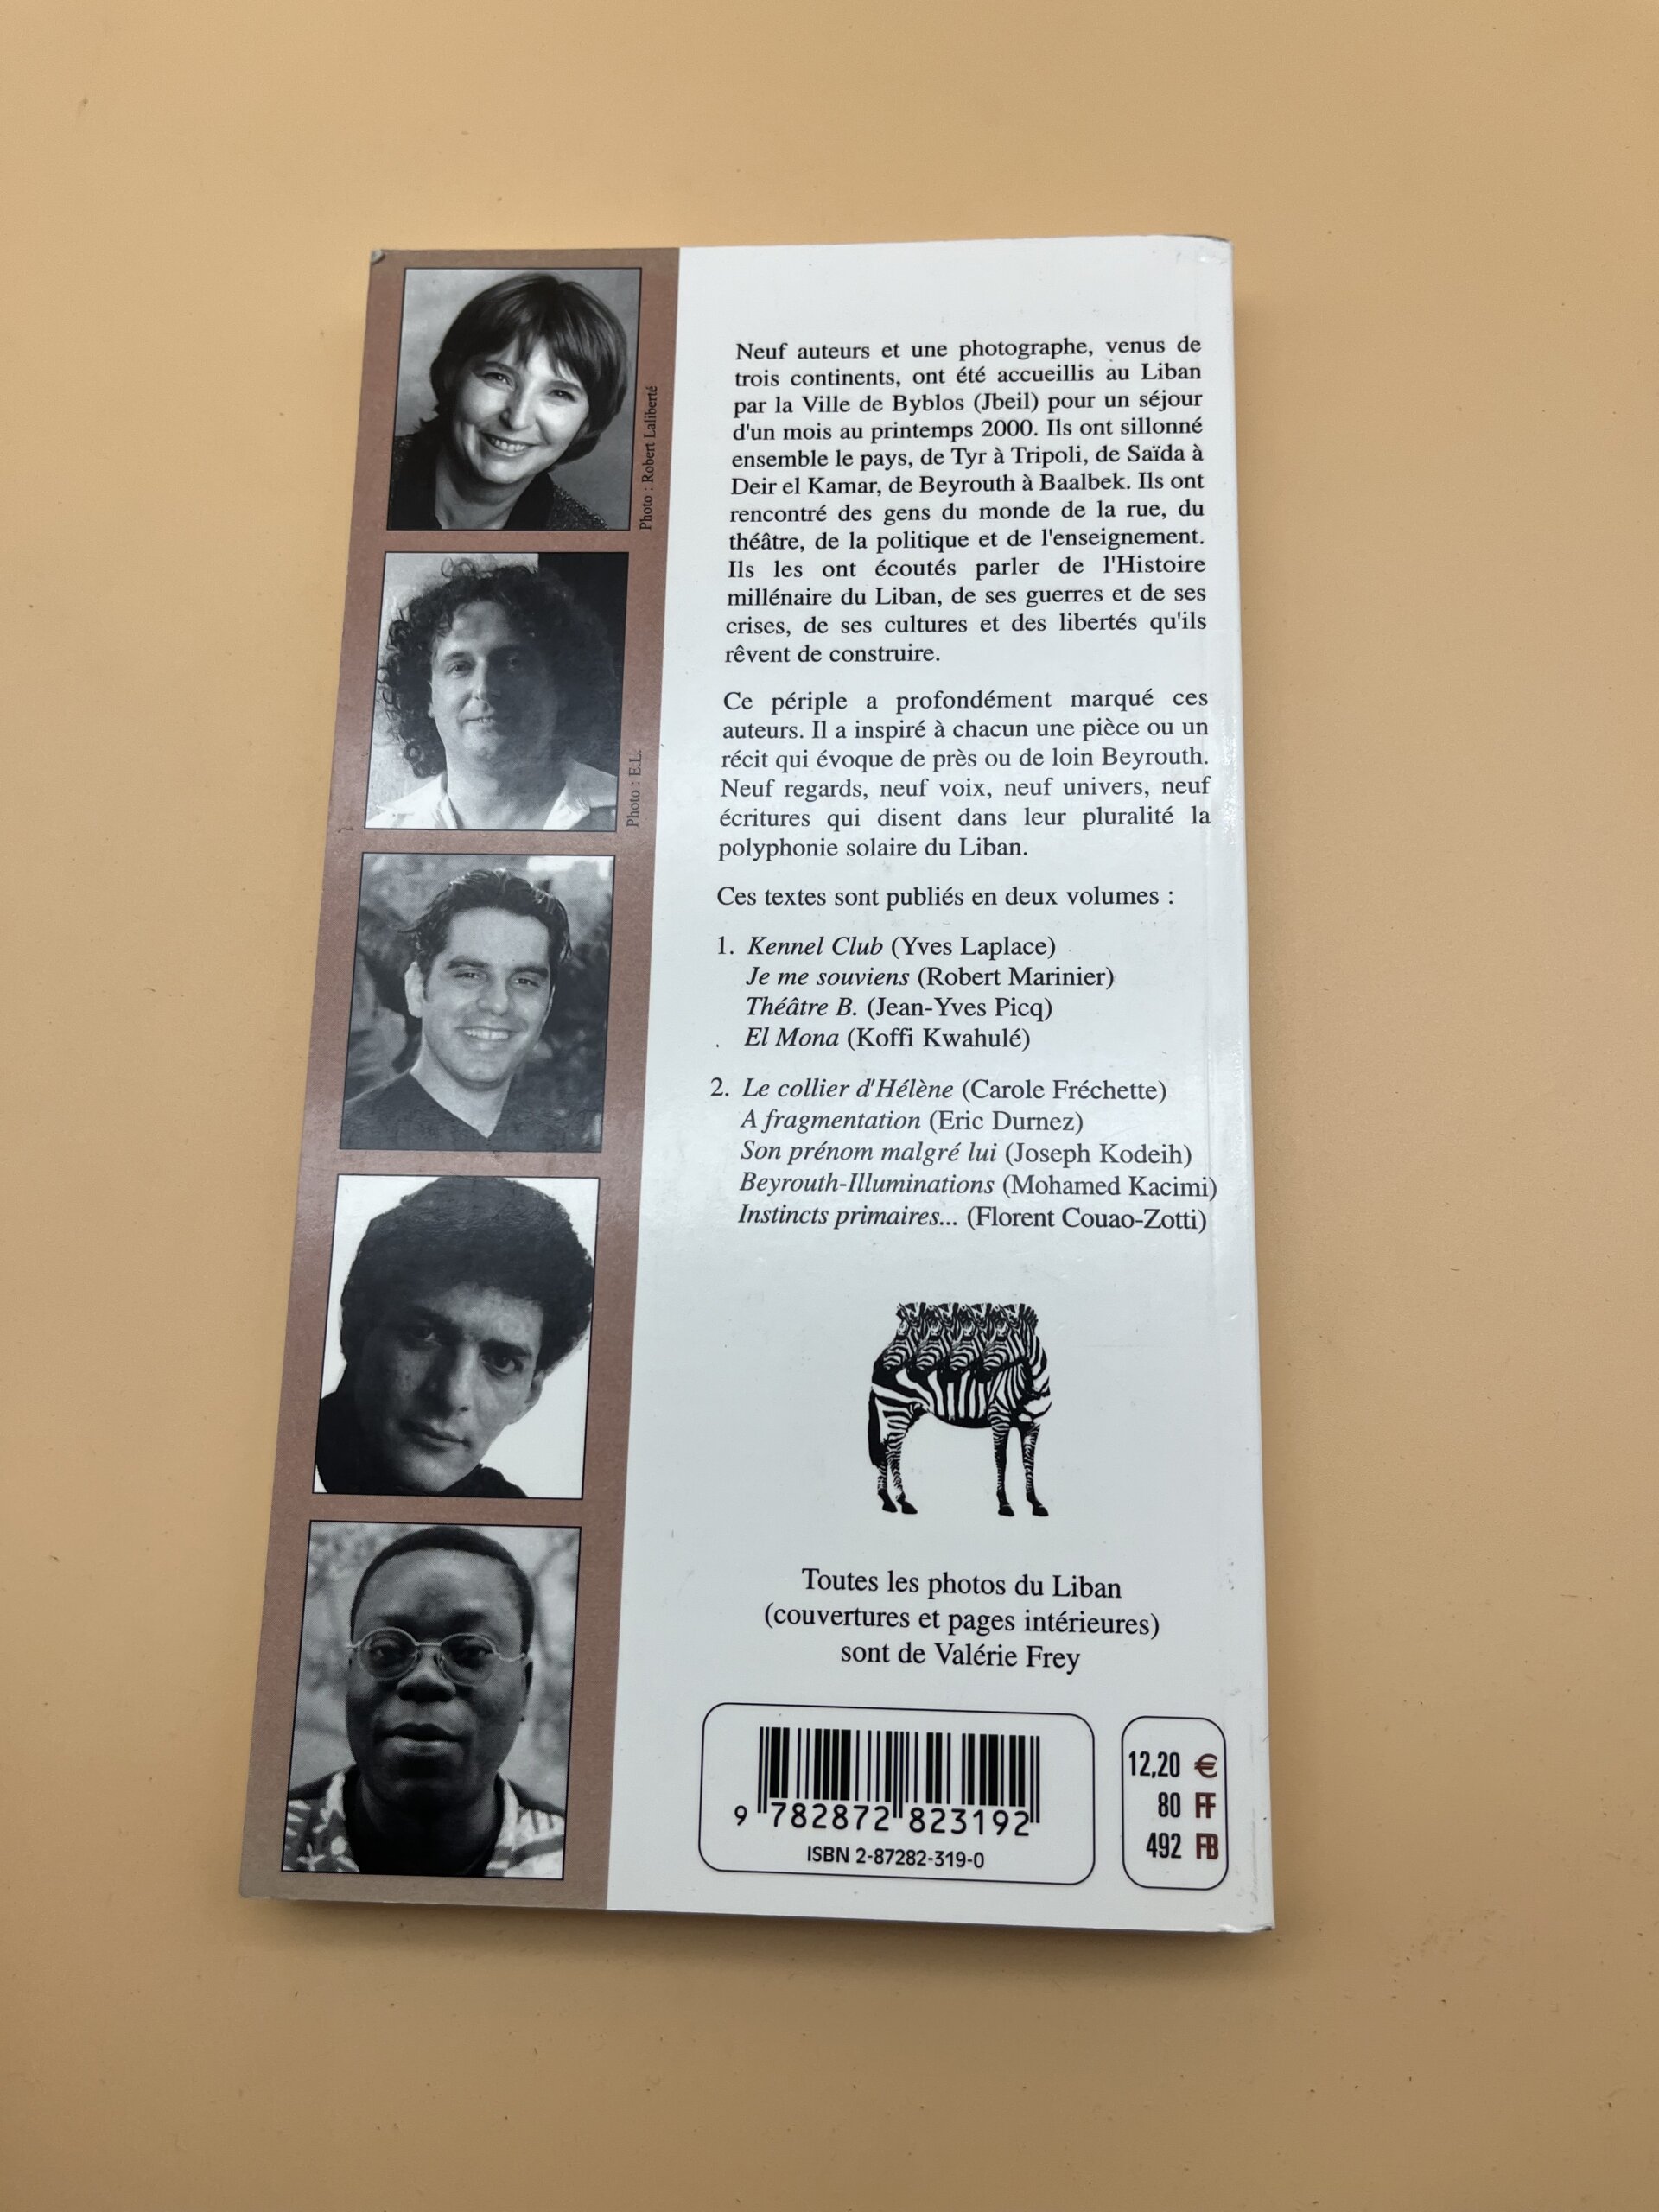 Photo : Robert Laliberté
Photo : E.L.
Neuf auteurs et une photographe, venus de
trois continents, ont été accueillis au Liban
par la Ville de Byblos (Jbeil) pour un séjour
d'un mois au printemps 2000. Ils ont sillonné
ensemble le pays, de Tyr à Tripoli, de Saïda à
Deir el Kamar, de Beyrouth à Baalbek. Ils ont
rencontré des gens du monde de la rue, du
théâtre, de la politique et de l'enseignement.
Ils les ont écoutés parler de l'Histoire
millénaire du Liban, de ses guerres et de ses
crises, de ses cultures et des libertés qu'ils
rêvent de construire.
Ce périple a profondément marqué ces
auteurs. Il a inspiré à chacun une pièce ou un
récit qui évoque de près ou de loin Beyrouth.
Neuf regards, neuf voix, neuf univers, neuf
écritures qui disent dans leur pluralité la
polyphonie solaire du Liban.
Ces textes sont publiés en deux volumes :
1. Kennel Club (Yves Laplace)
Je me souviens (Robert Marinier)
Théâtre B. (Jean-Yves Picq)
El Mona (Koffi Kwahulé)
2. Le collier d'Hélène (Carole Fréchette)
A fragmentation (Eric Durnez)
Son prénom malgré lui (Joseph Kodeih)
Beyrouth-Illuminations (Mohamed Kacimi)
Instincts primaires... (Florent Couao-Zotti)
Toutes les photos du Liban
(couvertures et pages intérieures)
sont de Valérie Frey
9 782872 823192
ISBN 2-87282-319-0
12,20 €
80 FF
492 FB